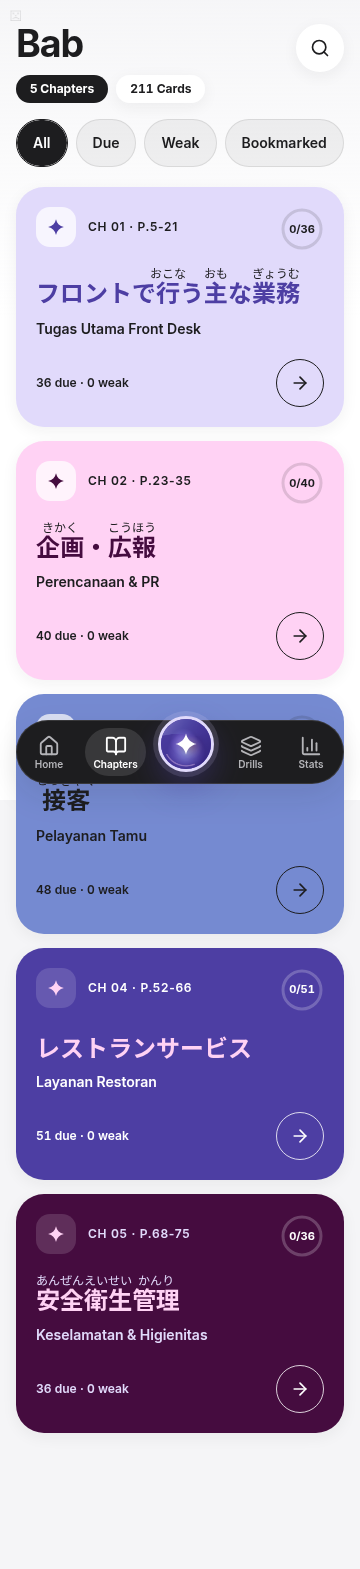 Bab
5 Chapters
211 Cards
All
Due
Weak
Bookmarked
CH 01 · P.5-21
0/36
おこな おも ぎょうむ
フロントで行う主な業務
Tugas Utama Front Desk
36 due · 0 weak
CH 02 · P.23-35
0/40
きかく こうほう
企画・広報
Perencanaan & PR
40 due · 0 weak
Home
Chapters
Drills
Stats
接客
Pelayanan Tamu
48 due · 0 weak
CH 04 · P.52-66
0/51
レストランサービス
Layanan Restoran
51 due · 0 weak
CH 05 · P.68-75
0/36
あんぜんえいせい かんり
安全衛生管理
Keselamatan & Higienitas
36 due · 0 weak